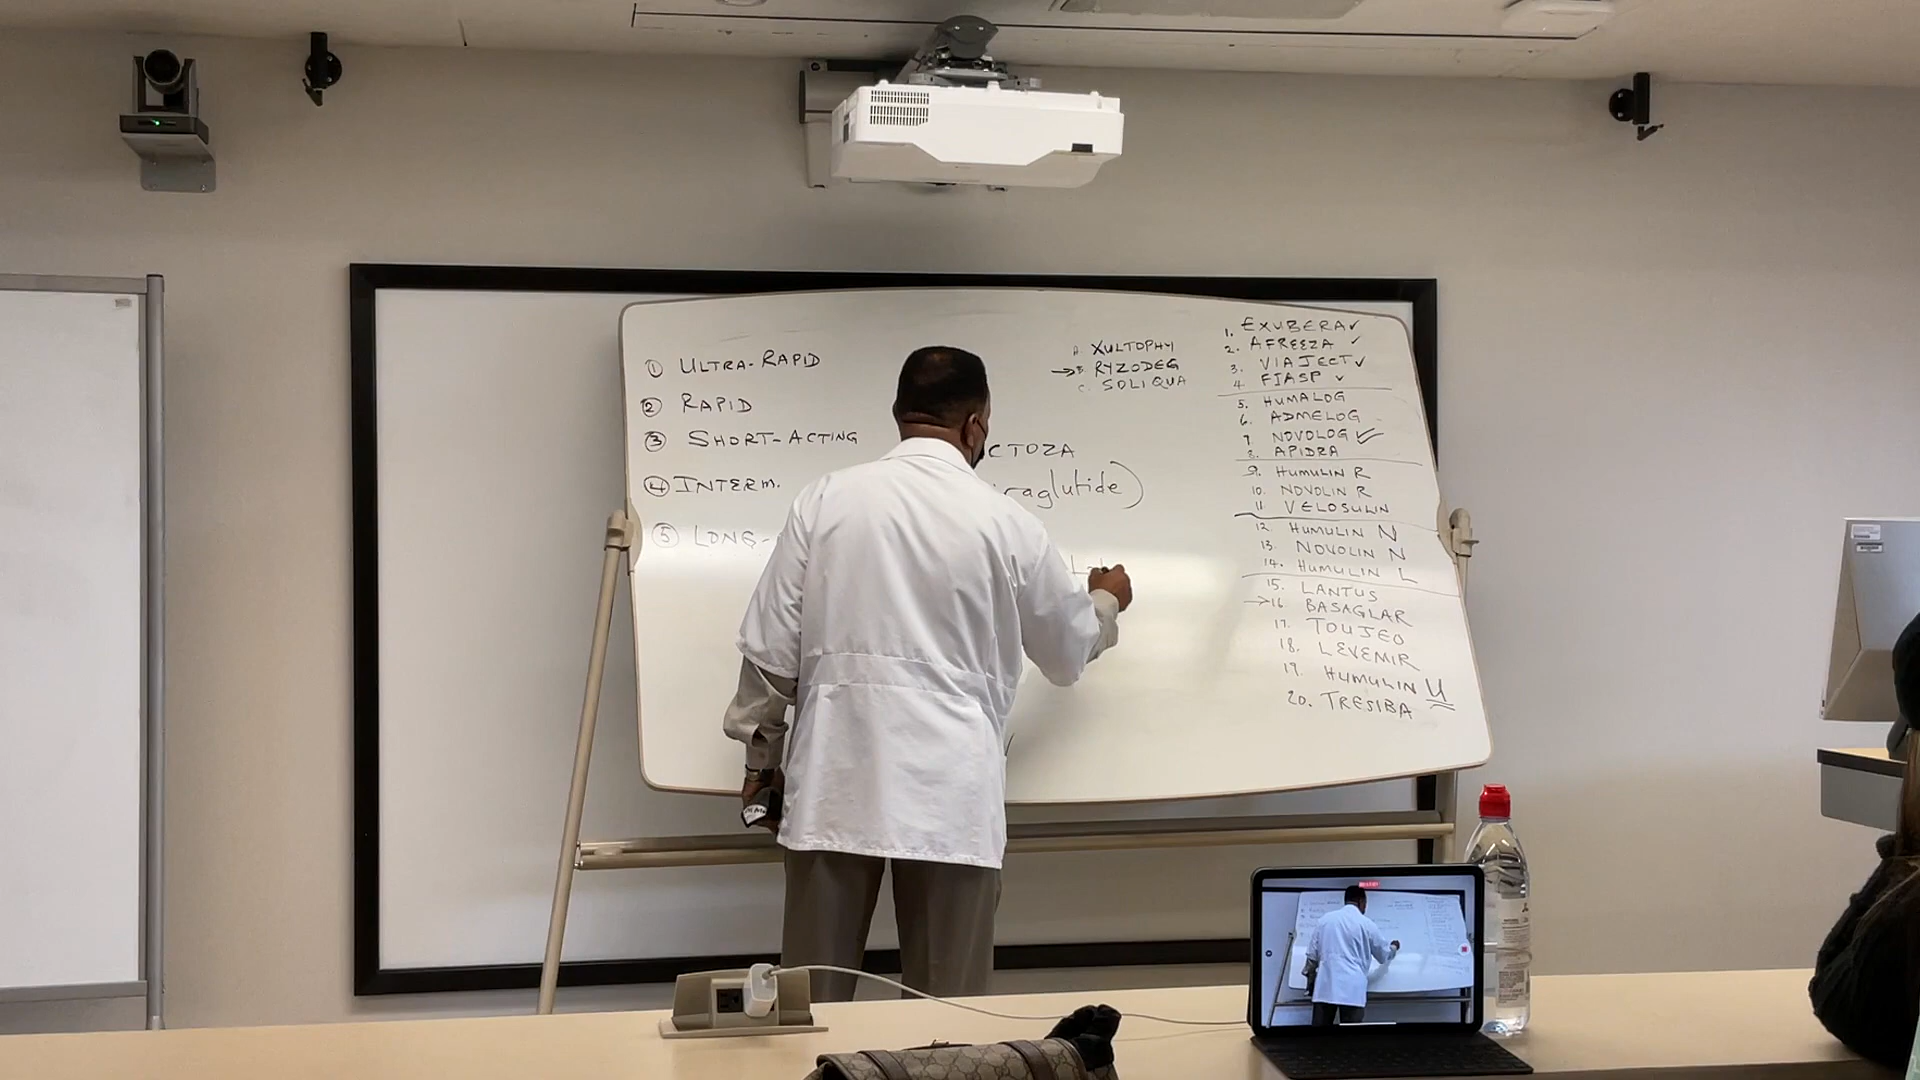 ① ULTRA-RAPID
② RAPID
③ SHORT-ACTING
④ INTERM.
⑤ LONG-
A. XULTOPHY
→ B. RYZODEG
C. SOLIQUA
CTOZA
raglutide)
1. EXUBERA ✓
2. AFREEZA ✓
3. VIAJECT ✓
4. FIASP ✓
5. HUMALOG
6. ADMELOG
7 NOVOLOG ✓
8. APIDRA
9. HUMULIN R
10. NOVOLIN R
11 VELOSULIN
12 HUMULIN N
13. NOVOLIN N
14. HUMULIN L
15. LANTUS
→16 BASAGLAR
17. TOUJEO
18. LEVEMIR
19. HUMULIN U
20. TRESIBA